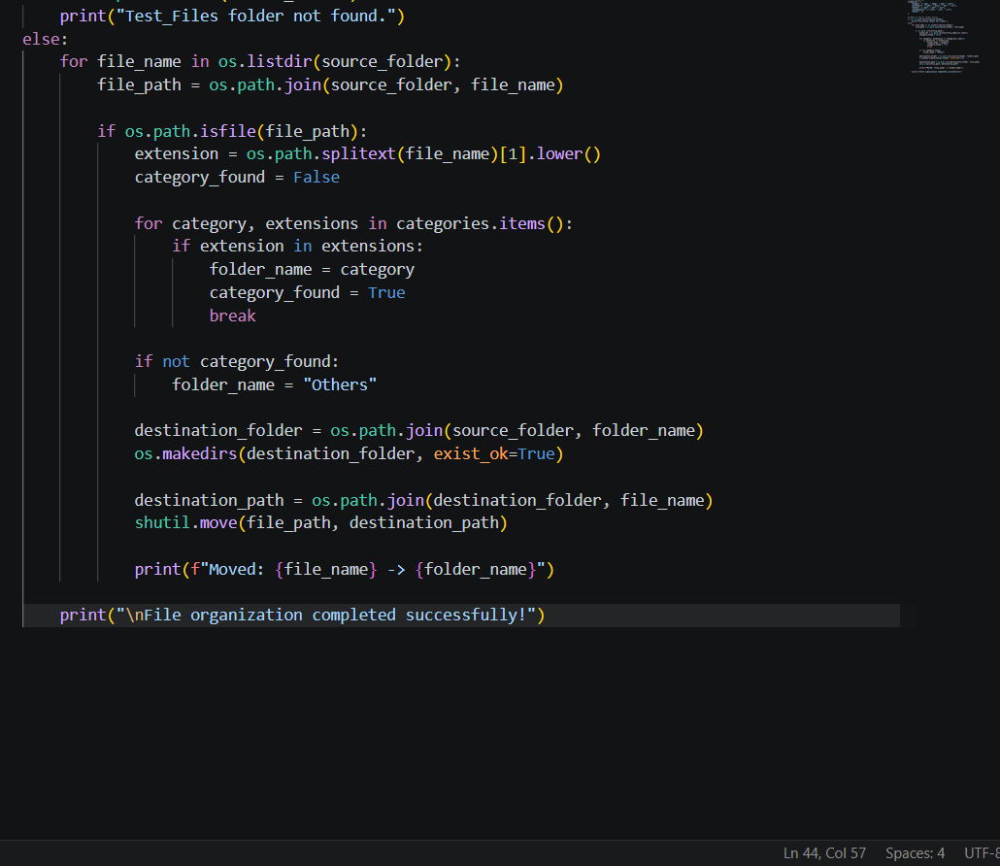 print("Test_Files folder not found.")
else:
for file_name in os.listdir(source_folder):
file_path = os.path.join(source_folder, file_name)
if os.path.isfile(file_path):
extension = os.path.splitext(file_name)[1].lower()
category_found = False
for category, extensions in categories.items():
if extension in extensions:
folder_name = category
category_found = True
break
if not category_found:
folder_name = "Others"
destination_folder = os.path.join(source_folder, folder_name)
os.makedirs(destination_folder, exist_ok=True)
destination_path = os.path.join(destination_folder, file_name)
shutil.move(file_path, destination_path)
print(f"Moved: {file_name} -> {folder_name}")
print("\nFile organization completed successfully!")
Ln 44, Col 57 Spaces: 4 UTF-8